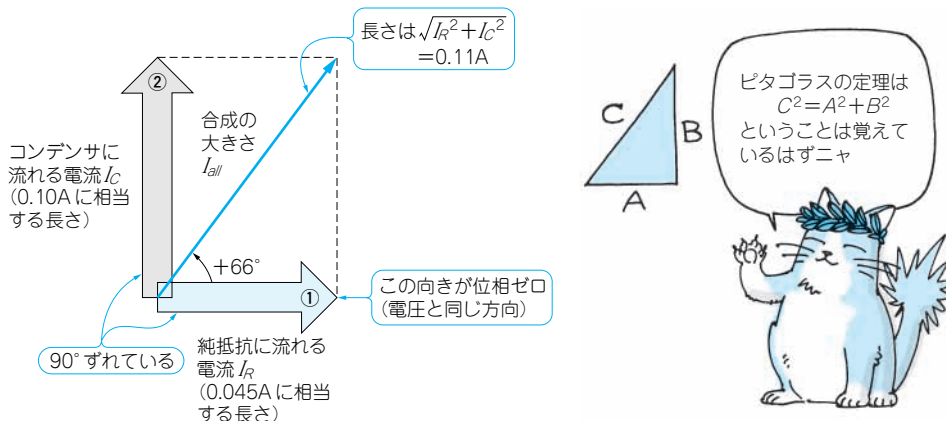 長さは√I_R²+I_C²
=0.11A
②
合成の
大きさ
I_all
コンデンサに
流れる電流I_C
(0.10Aに相当
する長さ)
+66°
①
この向きが位相ゼロ
(電圧と同じ方向)
90°ずれている
純抵抗に流れる
電流I_R
(0.045Aに相当
する長さ)
C
B
A
ピタゴラスの定理は
C²=A²+B²
ということは覚えて
いるはずニャ